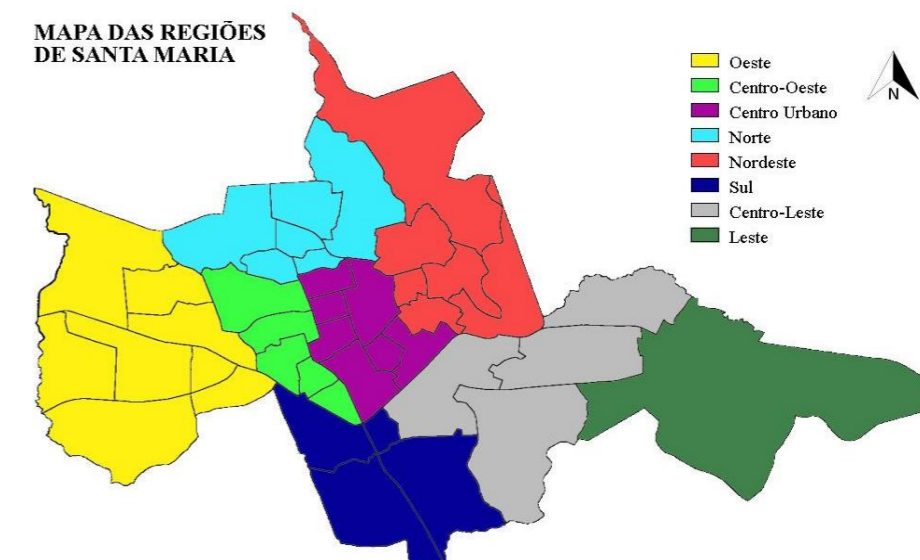 MAPA DAS REGIÕES
DE SANTA MARIA
Oeste
Centro-Oeste
Centro Urbano
Norte
Nordeste
Sul
Centro-Leste
Leste
N